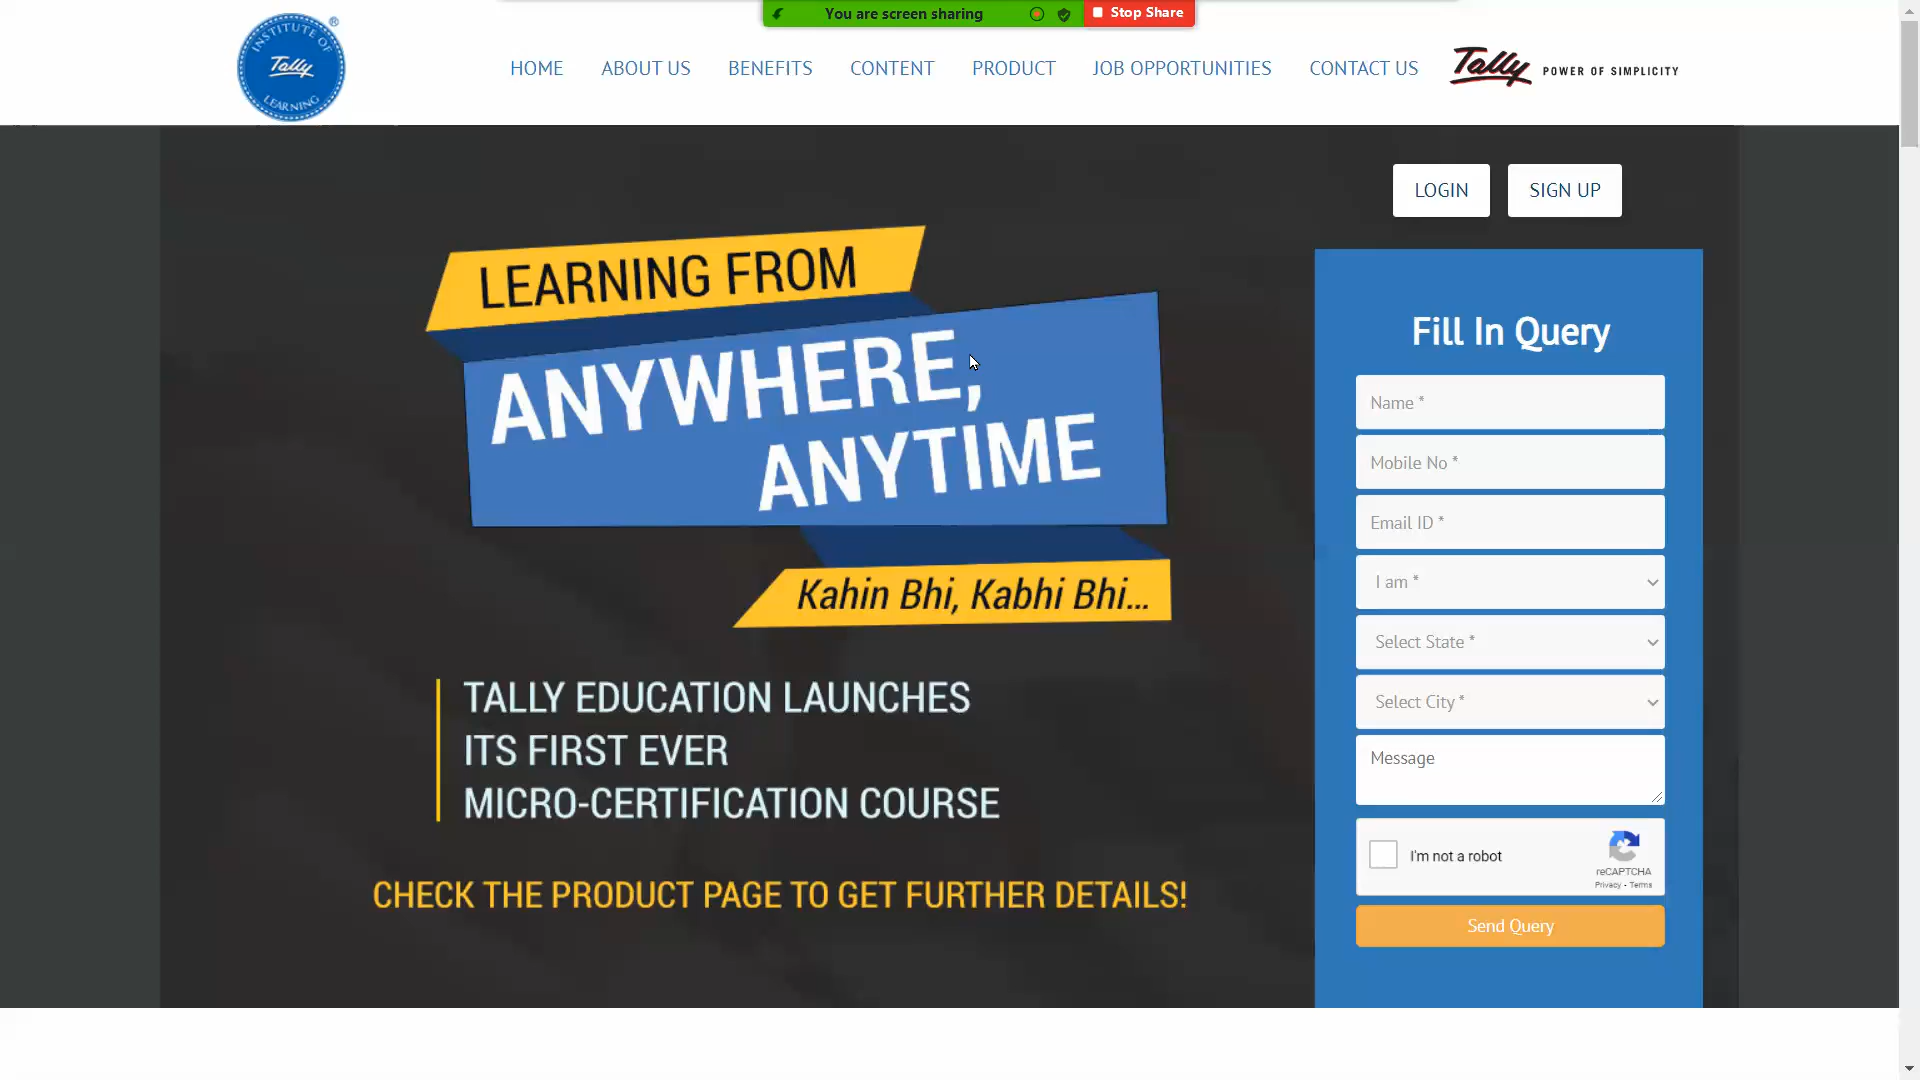 You are screen sharing
Stop Share
INSTITUTE OF
Tally
LEARNING
®
HOME
ABOUT US
BENEFITS
CONTENT
PRODUCT
JOB OPPORTUNITIES
CONTACT US
Tally POWER OF SIMPLICITY
LOGIN
SIGN UP
LEARNING FROM
ANYWHERE,
ANYTIME
Kahin Bhi, Kabhi Bhi...
TALLY EDUCATION LAUNCHES
ITS FIRST EVER
MICRO-CERTIFICATION COURSE
CHECK THE PRODUCT PAGE TO GET FURTHER DETAILS!
Fill In Query
Name *
Mobile No *
Email ID *
I am *
Select State *
Select City *
Message
I'm not a robot
reCAPTCHA
Privacy - Terms
Send Query